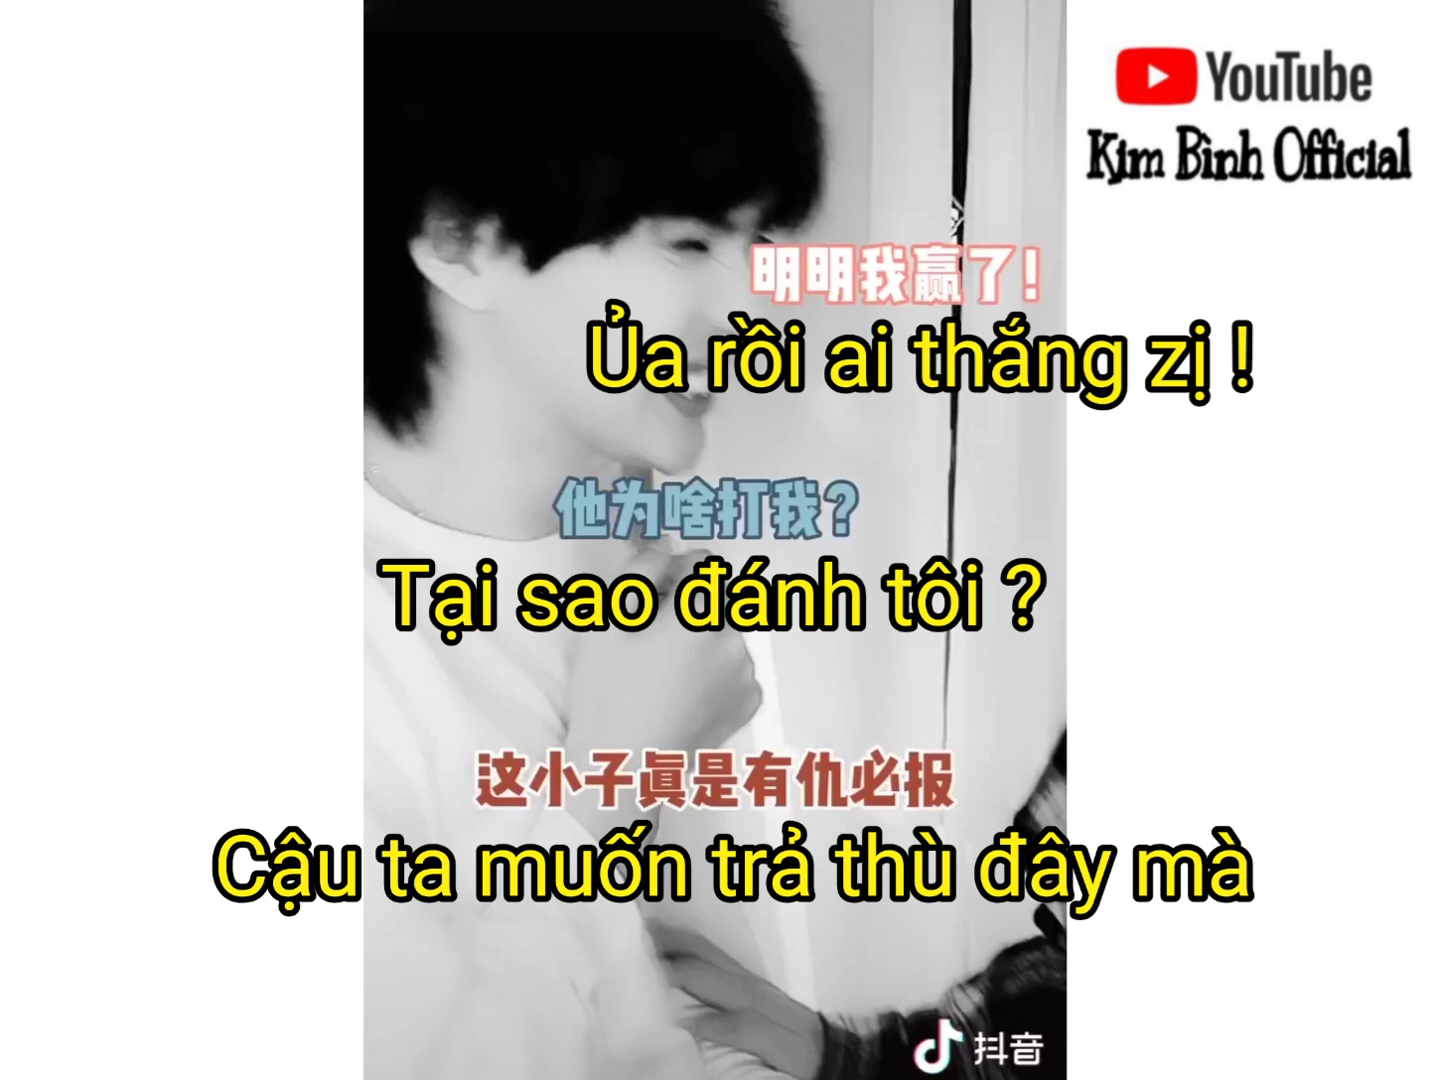 YouTube
Kim Bình Official
明明我赢了!
Ủa rồi ai thắng zị !
他为啥打我？
Tại sao đánh tôi ?
这小子真是有仇必报
Cậu ta muốn trả thù đây mà
抖音